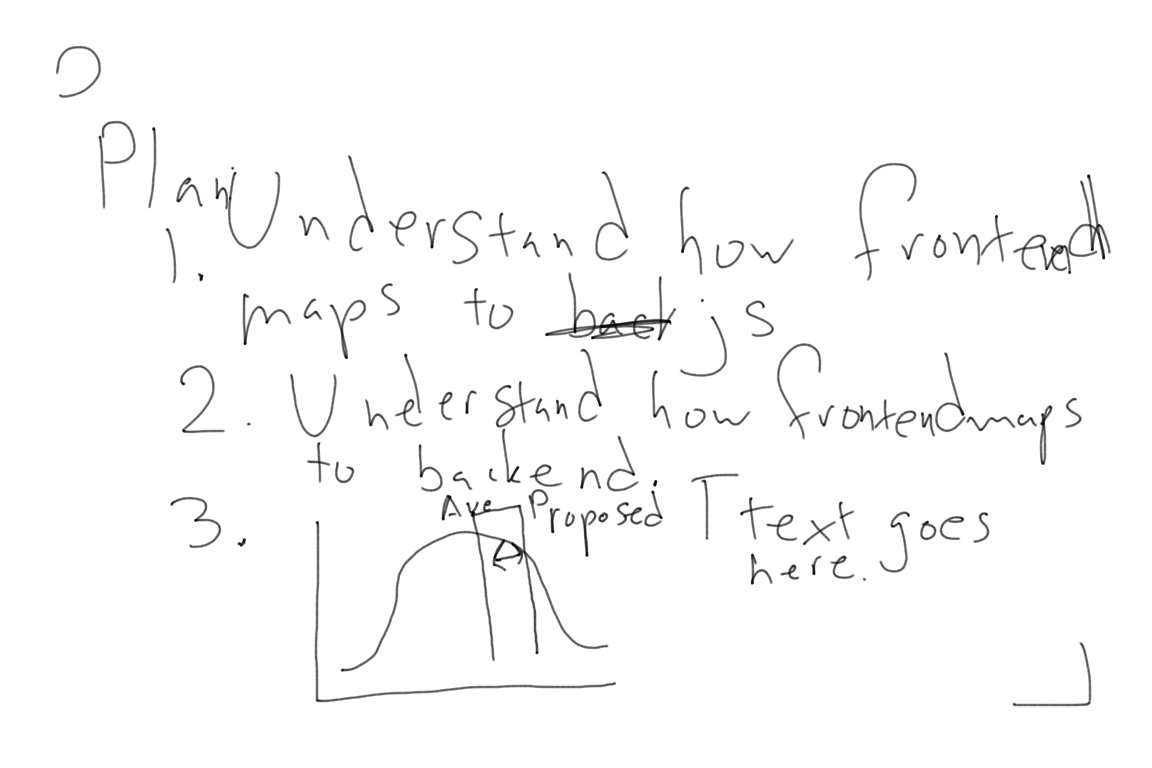 Plan
1. Understand how frontend
maps to back js
2. Understand how frontend maps
to backend.
3.
Ave Proposed
Δ
T text goes
here.